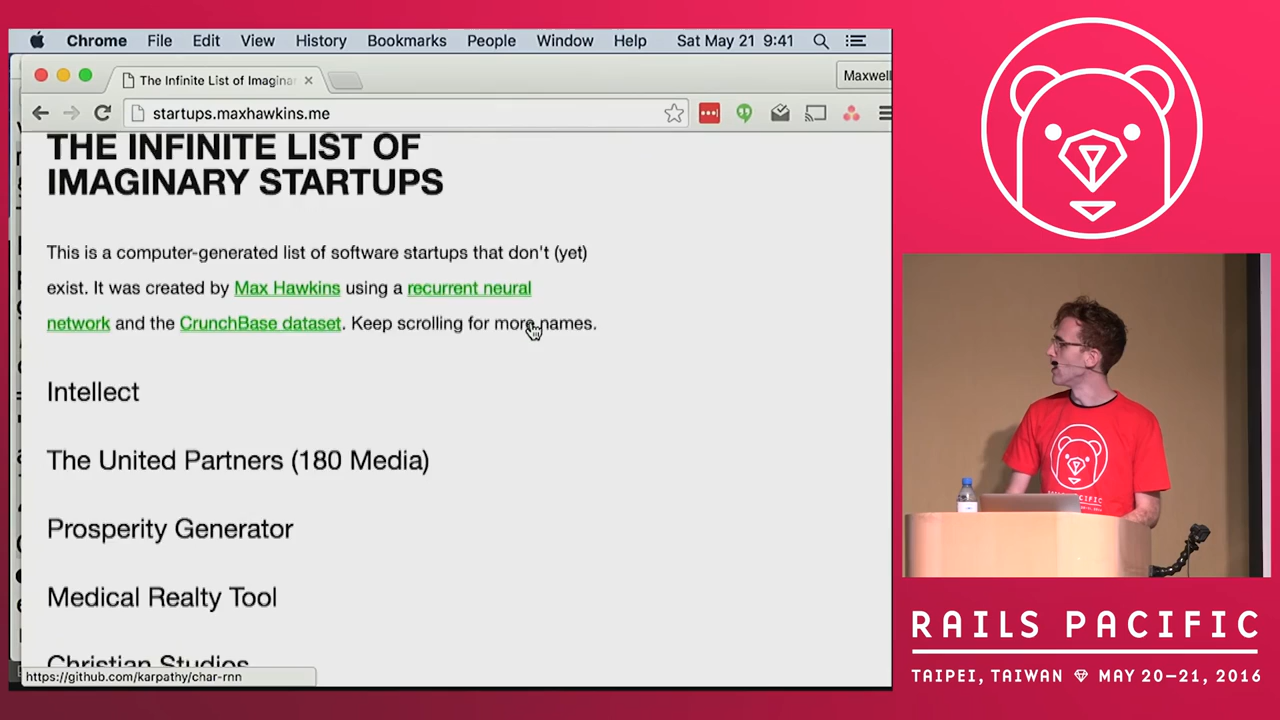 Chrome File Edit View History Bookmarks People Window Help Sat May 21 9:41
The Infinite List of Imagina
Maxwell
startups.maxhawkins.me
THE INFINITE LIST OF
IMAGINARY STARTUPS
This is a computer-generated list of software startups that don't (yet)
exist. It was created by Max Hawkins using a recurrent neural
network and the CrunchBase dataset. Keep scrolling for more names.
Intellect
The United Partners (180 Media)
Prosperity Generator
Medical Realty Tool
Christian Studios
https://github.com/karpathy/char-rnn
RAILS PACIFIC
RAILS PACIFIC
TAIPEI, TAIWAN MAY 20–21, 2016